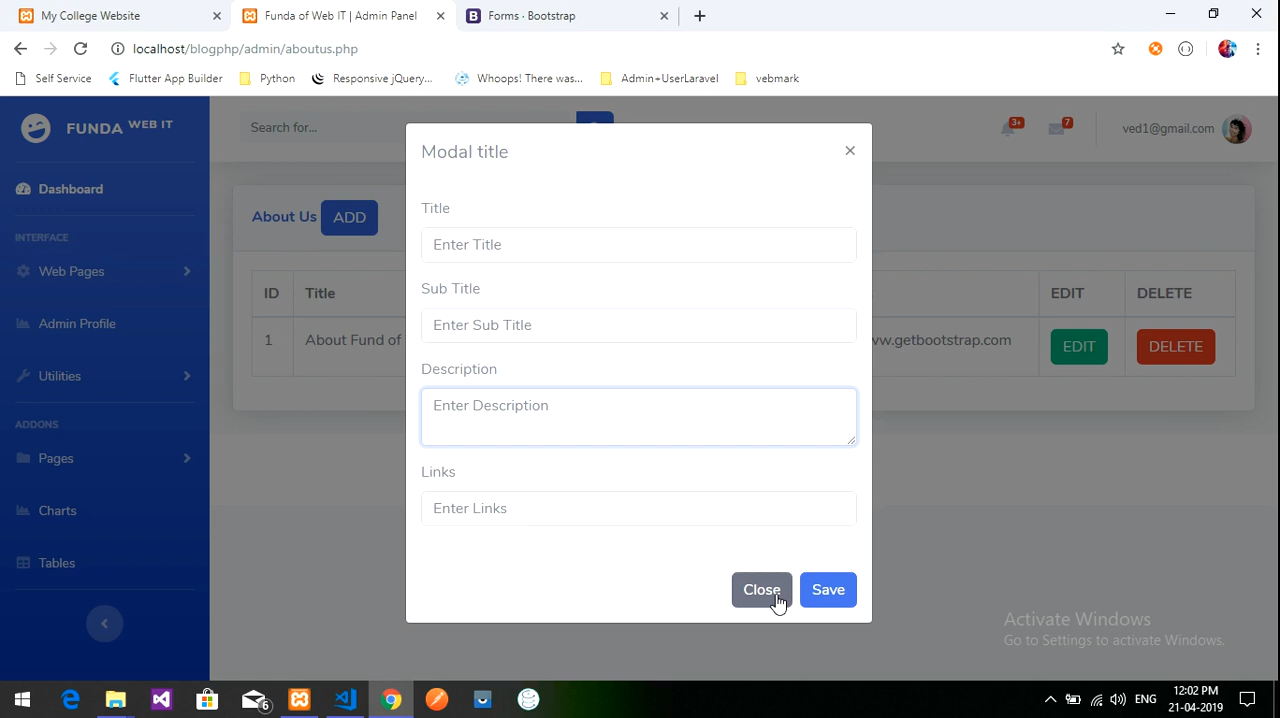 My College Website
Funda of Web IT | Admin Panel
Forms · Bootstrap
localhost/blogphp/admin/aboutus.php
Self Service
Flutter App Builder
Python
Responsive jQuery...
Whoops! There was...
Admin+UserLaravel
vebmark
FUNDA WEB IT
Search for...
3+
7
ved1@gmail.com
Dashboard
INTERFACE
Web Pages
Admin Profile
Utilities
ADDONS
Pages
Charts
Tables
About Us ADD
ID Title EDIT DELETE
1 About Fund of ww.getbootstrap.com EDIT DELETE
Modal title
Title
Enter Title
Sub Title
Enter Sub Title
Description
Enter Description
Links
Enter Links
Close Save
Activate Windows
Go to Settings to activate Windows.
6
ENG
12:02 PM
21-04-2019